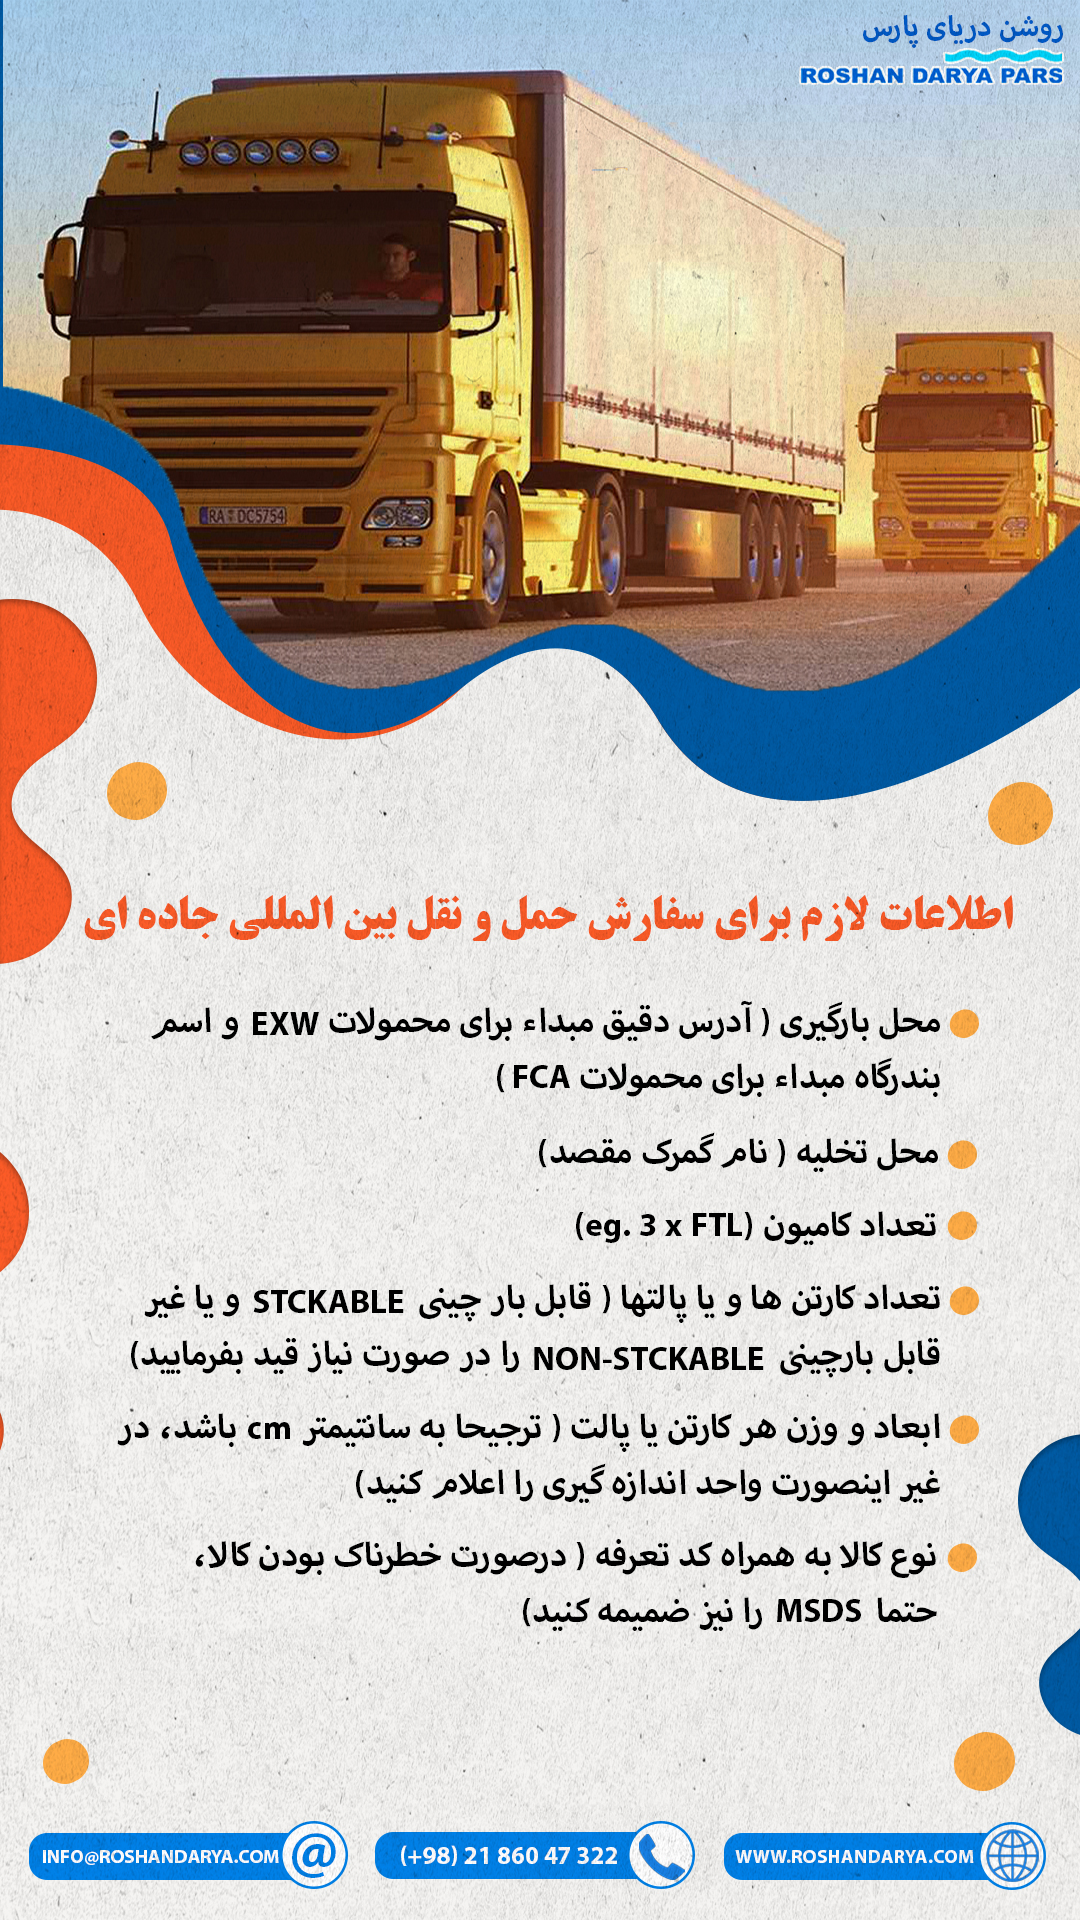 روشن دریای پارس
ROSHAN DARYA PARS
RA DC5754
اطلاعات لازم برای سفارش حمل و نقل بین المللی جاده ای
محل بارگیری ( آدرس دقیق مبداء برای محمولات EXW و اسم
بندرگاه مبداء برای محمولات FCA )
محل تخلیه ( نام گمرک مقصد)
تعداد کامیون (eg. 3 x FTL)
تعداد کارتن ها و یا پالتها ( قابل بار چینی STCKABLE و یا غیر
قابل بارچینی NON-STCKABLE را در صورت نیاز قید بفرمایید)
ابعاد و وزن هر کارتن یا پالت ( ترجیحا به سانتیمتر cm باشد، در
غیر اینصورت واحد اندازه گیری را اعلام کنید)
نوع کالا به همراه کد تعرفه ( درصورت خطرناک بودن کالا،
حتما MSDS را نیز ضمیمه کنید)
INFO@ROSHANDARYA.COM
(+98) 21 860 47 322
WWW.ROSHANDARYA.COM